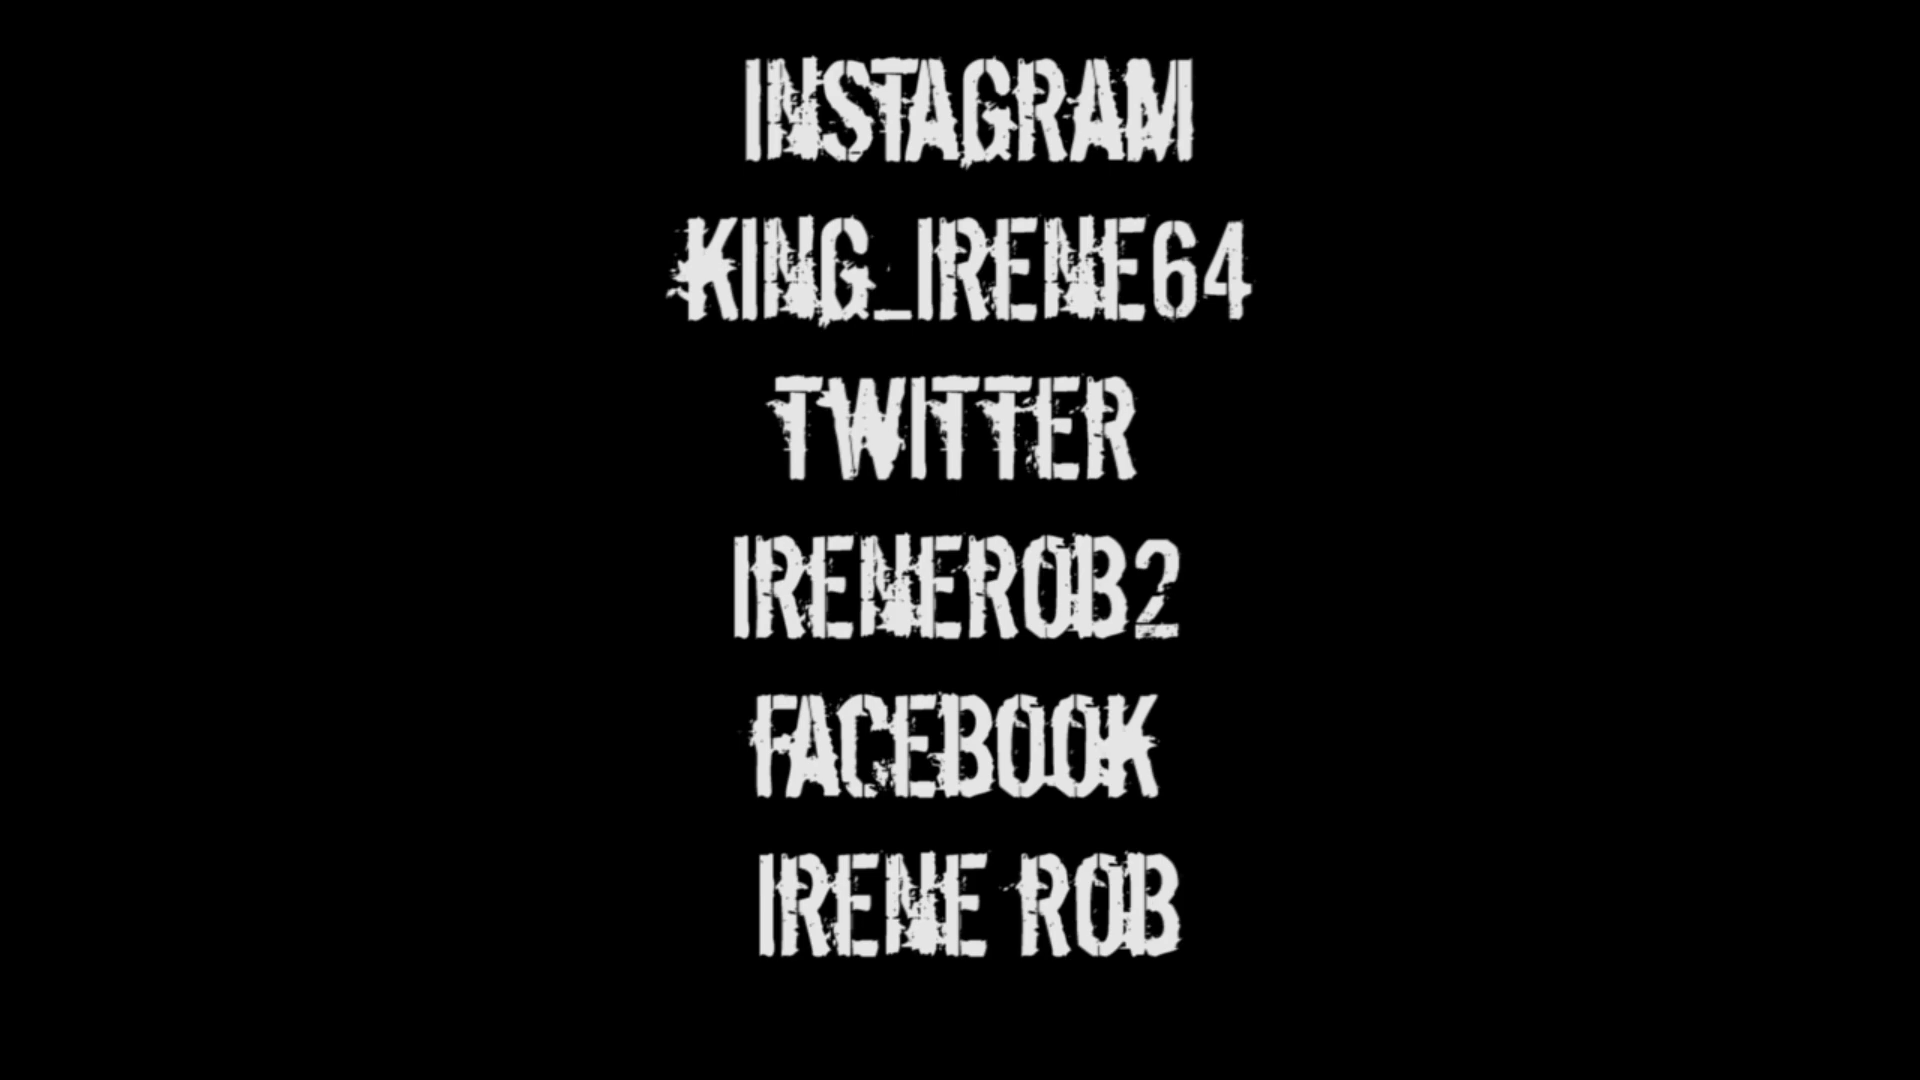 INSTAGRAM
KING_IRENE64
TWITTER
IRENEROB2
FACEBOOK
IRENE ROB